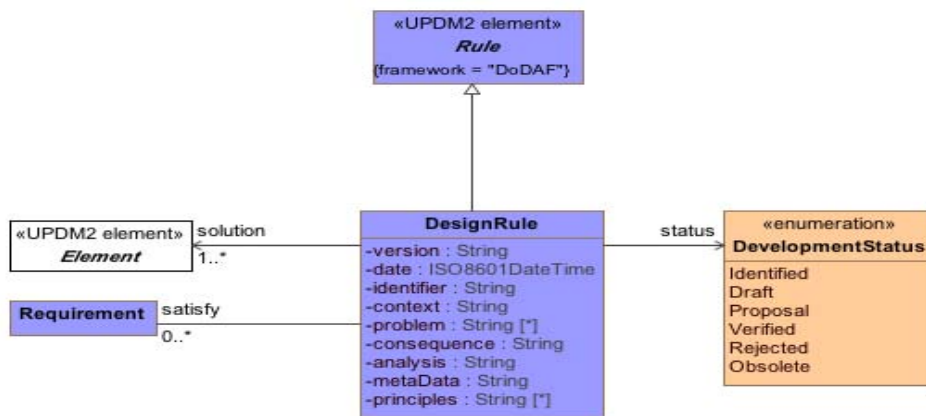 «UPDM2 element»
Rule
{framework = "DoDAF"}
«UPDM2 element»
Element
solution
1..*
Requirement
satisfy
0..*
DesignRule
-version : String
-date : ISO8601DateTime
-identifier : String
-context : String
-problem : String [*]
-consequence : String
-analysis : String
-metaData : String
-principles : String [*]
status
«enumeration»
DevelopmentStatus
Identified
Draft
Proposal
Verified
Rejected
Obsolete